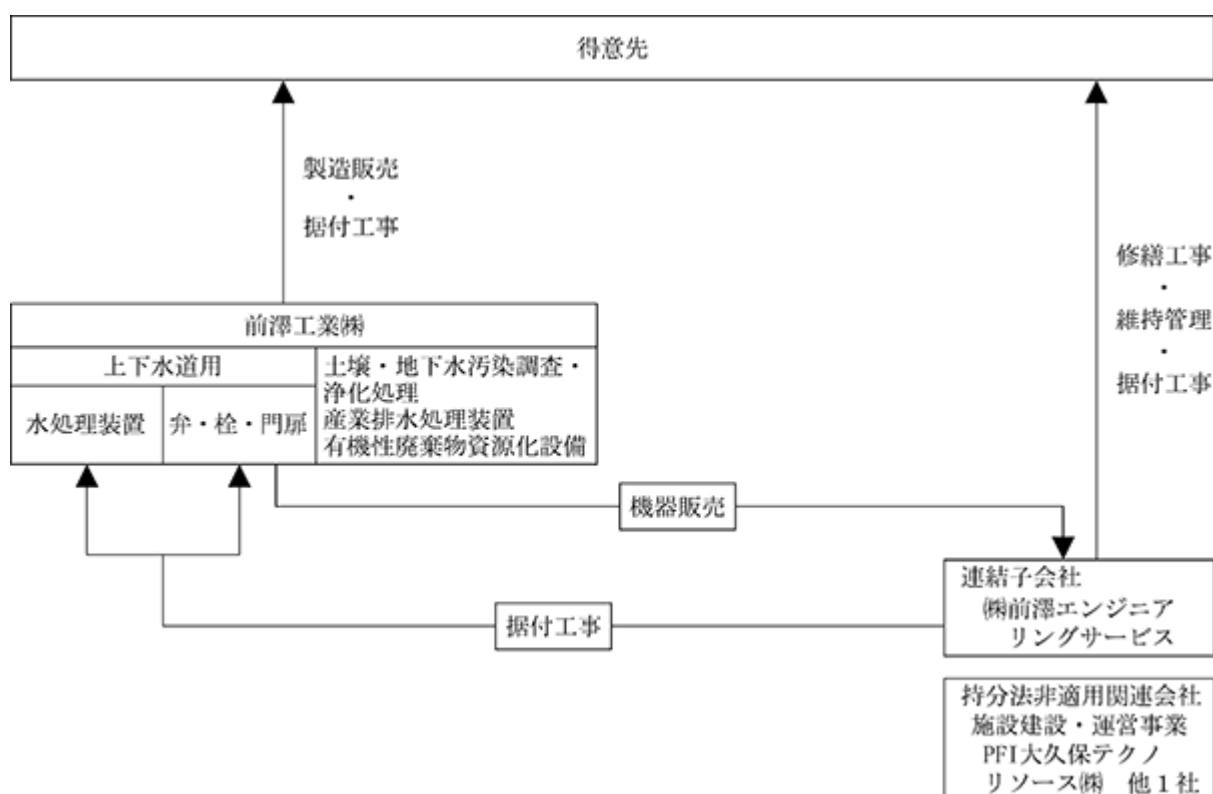 得意先
製造販売
・
据付工事
修繕工事
・
維持管理
・
据付工事
前澤工業㈱
上下水道用
水処理装置
弁・栓・門扉
土壌・地下水汚染調査・
浄化処理
産業排水処理装置
有機性廃棄物資源化設備
機器販売
据付工事
連結子会社
㈱前澤エンジニア
リングサービス
持分法非適用関連会社
施設建設・運営事業
PFI大久保テクノ
リソース㈱　他１社